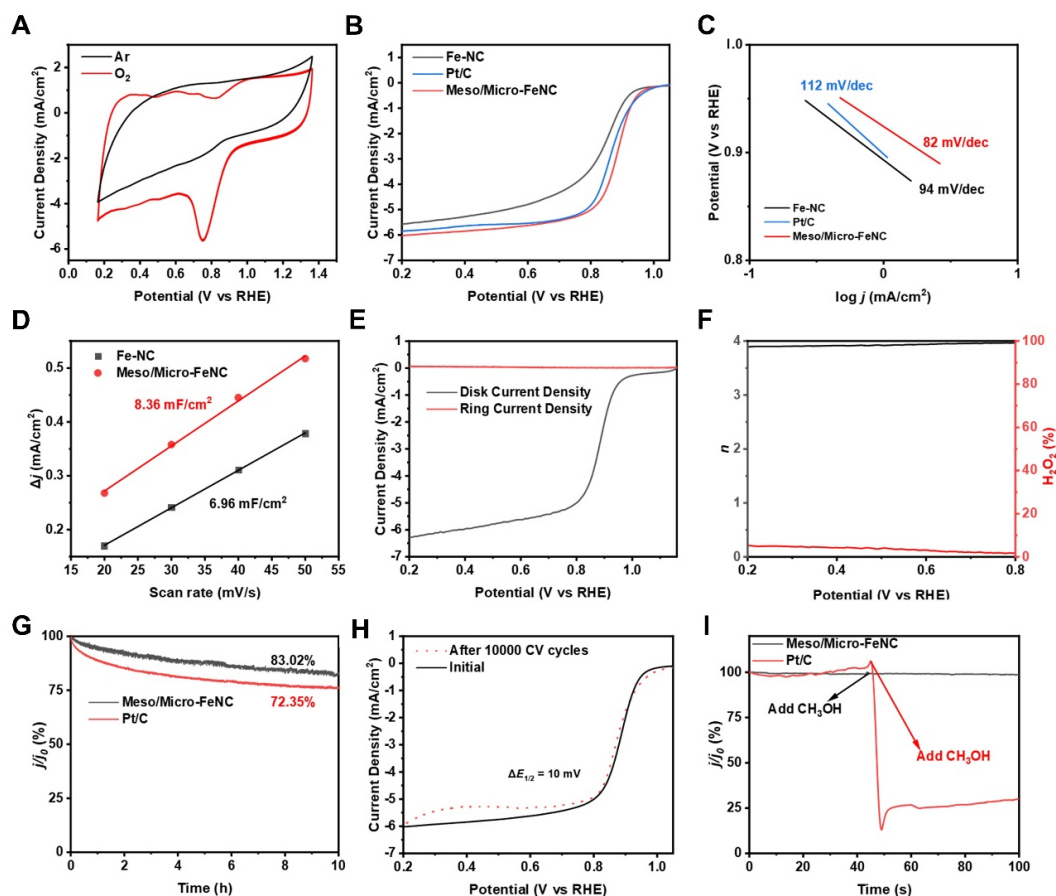 A
Ar
O2
Current Density (mA/cm2)
2
0
-2
-4
-6
0.0 0.2 0.4 0.6 0.8 1.0 1.2 1.4
Potential (V vs RHE)
B
Fe-NC
Pt/C
Meso/Micro-FeNC
Current Density (mA/cm2)
1
0
-1
-2
-3
-4
-5
-6
0.2 0.4 0.6 0.8 1.0
Potential (V vs RHE)
C
112 mV/dec
82 mV/dec
94 mV/dec
Fe-NC
Pt/C
Meso/Micro-FeNC
Potential (V vs RHE)
1.0
0.9
0.8
-1 0 1
log j (mA/cm2)
D
Fe-NC
Meso/Micro-FeNC
8.36 mF/cm2
6.96 mF/cm2
Δj (mA/cm2)
0.5
0.4
0.3
0.2
15 20 25 30 35 40 45 50 55
Scan rate (mV/s)
E
Disk Current Density
Ring Current Density
Current Density (mA/cm2)
1
0
-1
-2
-3
-4
-5
-6
-7
0.2 0.4 0.6 0.8 1.0
Potential (V vs RHE)
F
n
4
3
2
1
0
100
80
60
40
20
0
H2O2 (%)
0.2 0.3 0.4 0.5 0.6 0.7 0.8
Potential (V vs RHE)
G
83.02%
72.35%
Meso/Micro-FeNC
Pt/C
j/j0 (%)
100
75
50
25
0
0 2 4 6 8 10
Time (h)
H
After 10000 CV cycles
Initial
ΔE1/2 = 10 mV
Current Density (mA/cm2)
1
0
-1
-2
-3
-4
-5
-6
-7
0.2 0.4 0.6 0.8 1.0
Potential (V vs RHE)
I
Meso/Micro-FeNC
Pt/C
Add CH3OH
Add CH3OH
j/j0 (%)
100
75
50
25
0
0 20 40 60 80 100
Time (s)